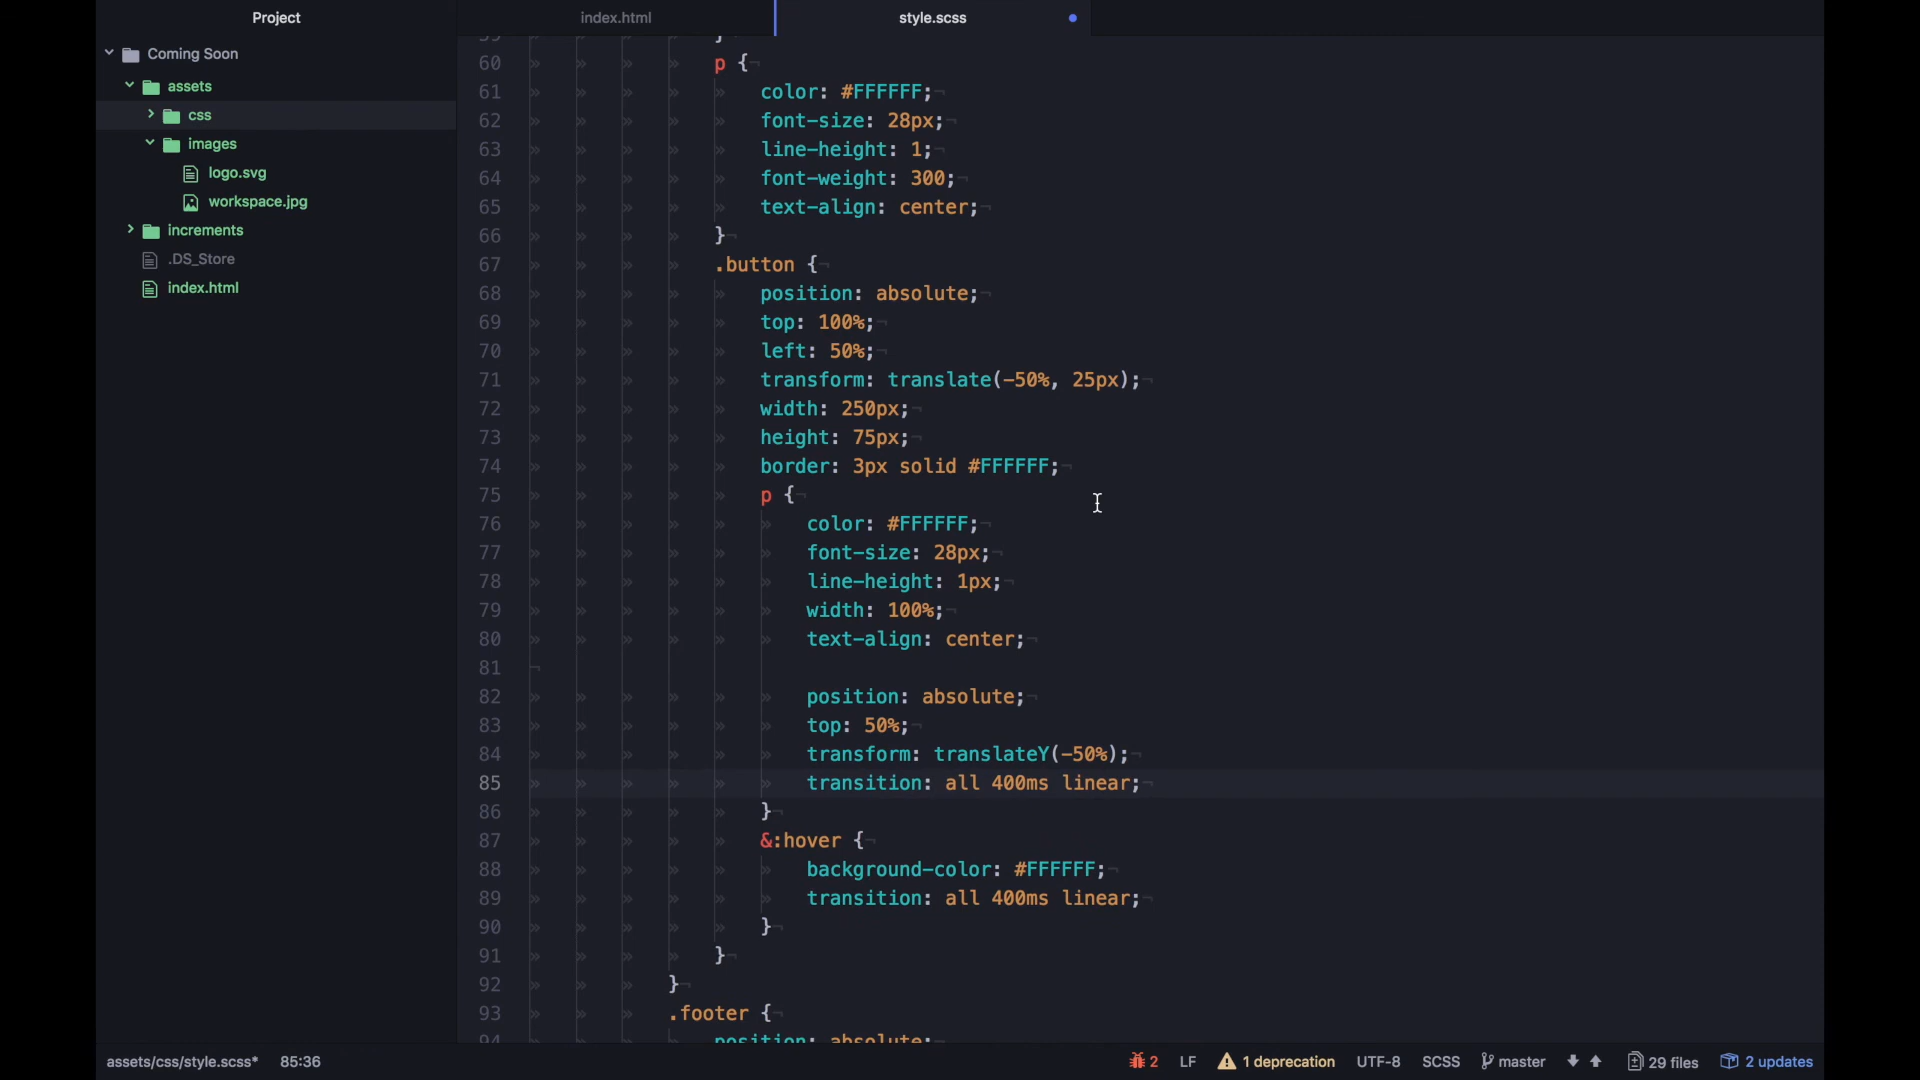 Project
index.html
style.scss
Coming Soon
assets
css
images
logo.svg
workspace.jpg
increments
.DS_Store
index.html
59 }
60 p {
61 color: #FFFFFF;
62 font-size: 28px;
63 line-height: 1;
64 font-weight: 300;
65 text-align: center;
66 }
67 .button {
68 position: absolute;
69 top: 100%;
70 left: 50%;
71 transform: translate(-50%, 25px);
72 width: 250px;
73 height: 75px;
74 border: 3px solid #FFFFFF;
75 p {
76 color: #FFFFFF;
77 font-size: 28px;
78 line-height: 1px;
79 width: 100%;
80 text-align: center;
81
82 position: absolute;
83 top: 50%;
84 transform: translateY(-50%);
85 transition: all 400ms linear;
86 }
87 &:hover {
88 background-color: #FFFFFF;
89 transition: all 400ms linear;
90 }
91 }
92 }
93 .footer {
94 position: absolute;
assets/css/style.scss* 85:36 2 LF 1 deprecation UTF-8 SCSS master 29 files 2 updates